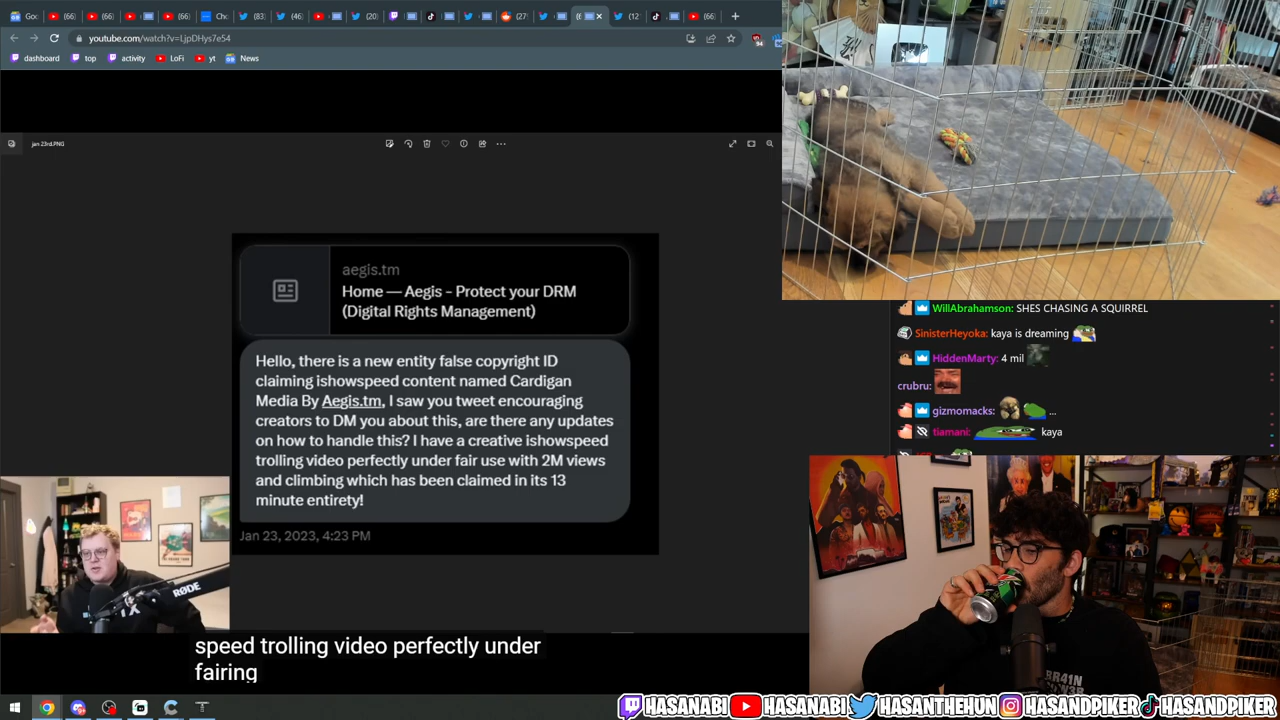 youtube.com/watch?v=LjpDHys7e54
dashboard
top
activity
LoFi
yt
News
jan 23rd.PNG
aegis.tm
Home — Aegis - Protect your DRM
(Digital Rights Management)
Hello, there is a new entity false copyright ID
claiming ishowspeed content named Cardigan
Media By Aegis.tm, I saw you tweet encouraging
creators to DM you about this, are there any updates
on how to handle this? I have a creative ishowspeed
trolling video perfectly under fair use with 2M views
and climbing which has been claimed in its 13
minute entirety!
Jan 23, 2023, 4:23 PM
RØDE
speed trolling video perfectly under
fairing
WillAbrahamson: SHES CHASING A SQUIRREL
SinisterHeyoka: kaya is dreaming
HiddenMarty: 4 mil
crubru:
gizmomacks: ...
tiamani: kaya
HASANABI
HASANABI
HASANTHEHUN
HASANDPIKER
HASANDPIKER